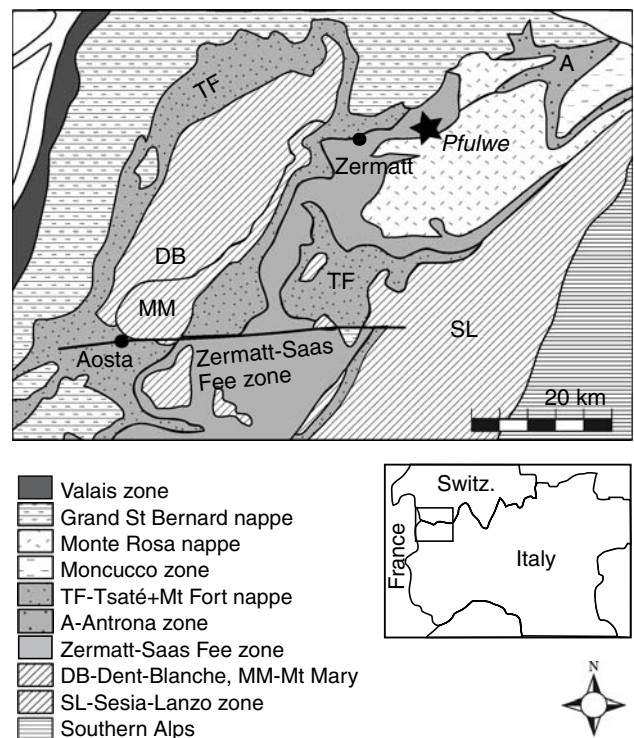 TF
A
Pfulwe
Zermatt
DB
TF
MM
SL
Aosta
Zermatt-Saas
Fee zone
20 km
Valais zone
Grand St Bernard nappe
Monte Rosa nappe
Moncucco zone
TF-Tsaté+Mt Fort nappe
A-Antrona zone
Zermatt-Saas Fee zone
DB-Dent-Blanche, MM-Mt Mary
SL-Sesia-Lanzo zone
Southern Alps
Switz.
France
Italy
N